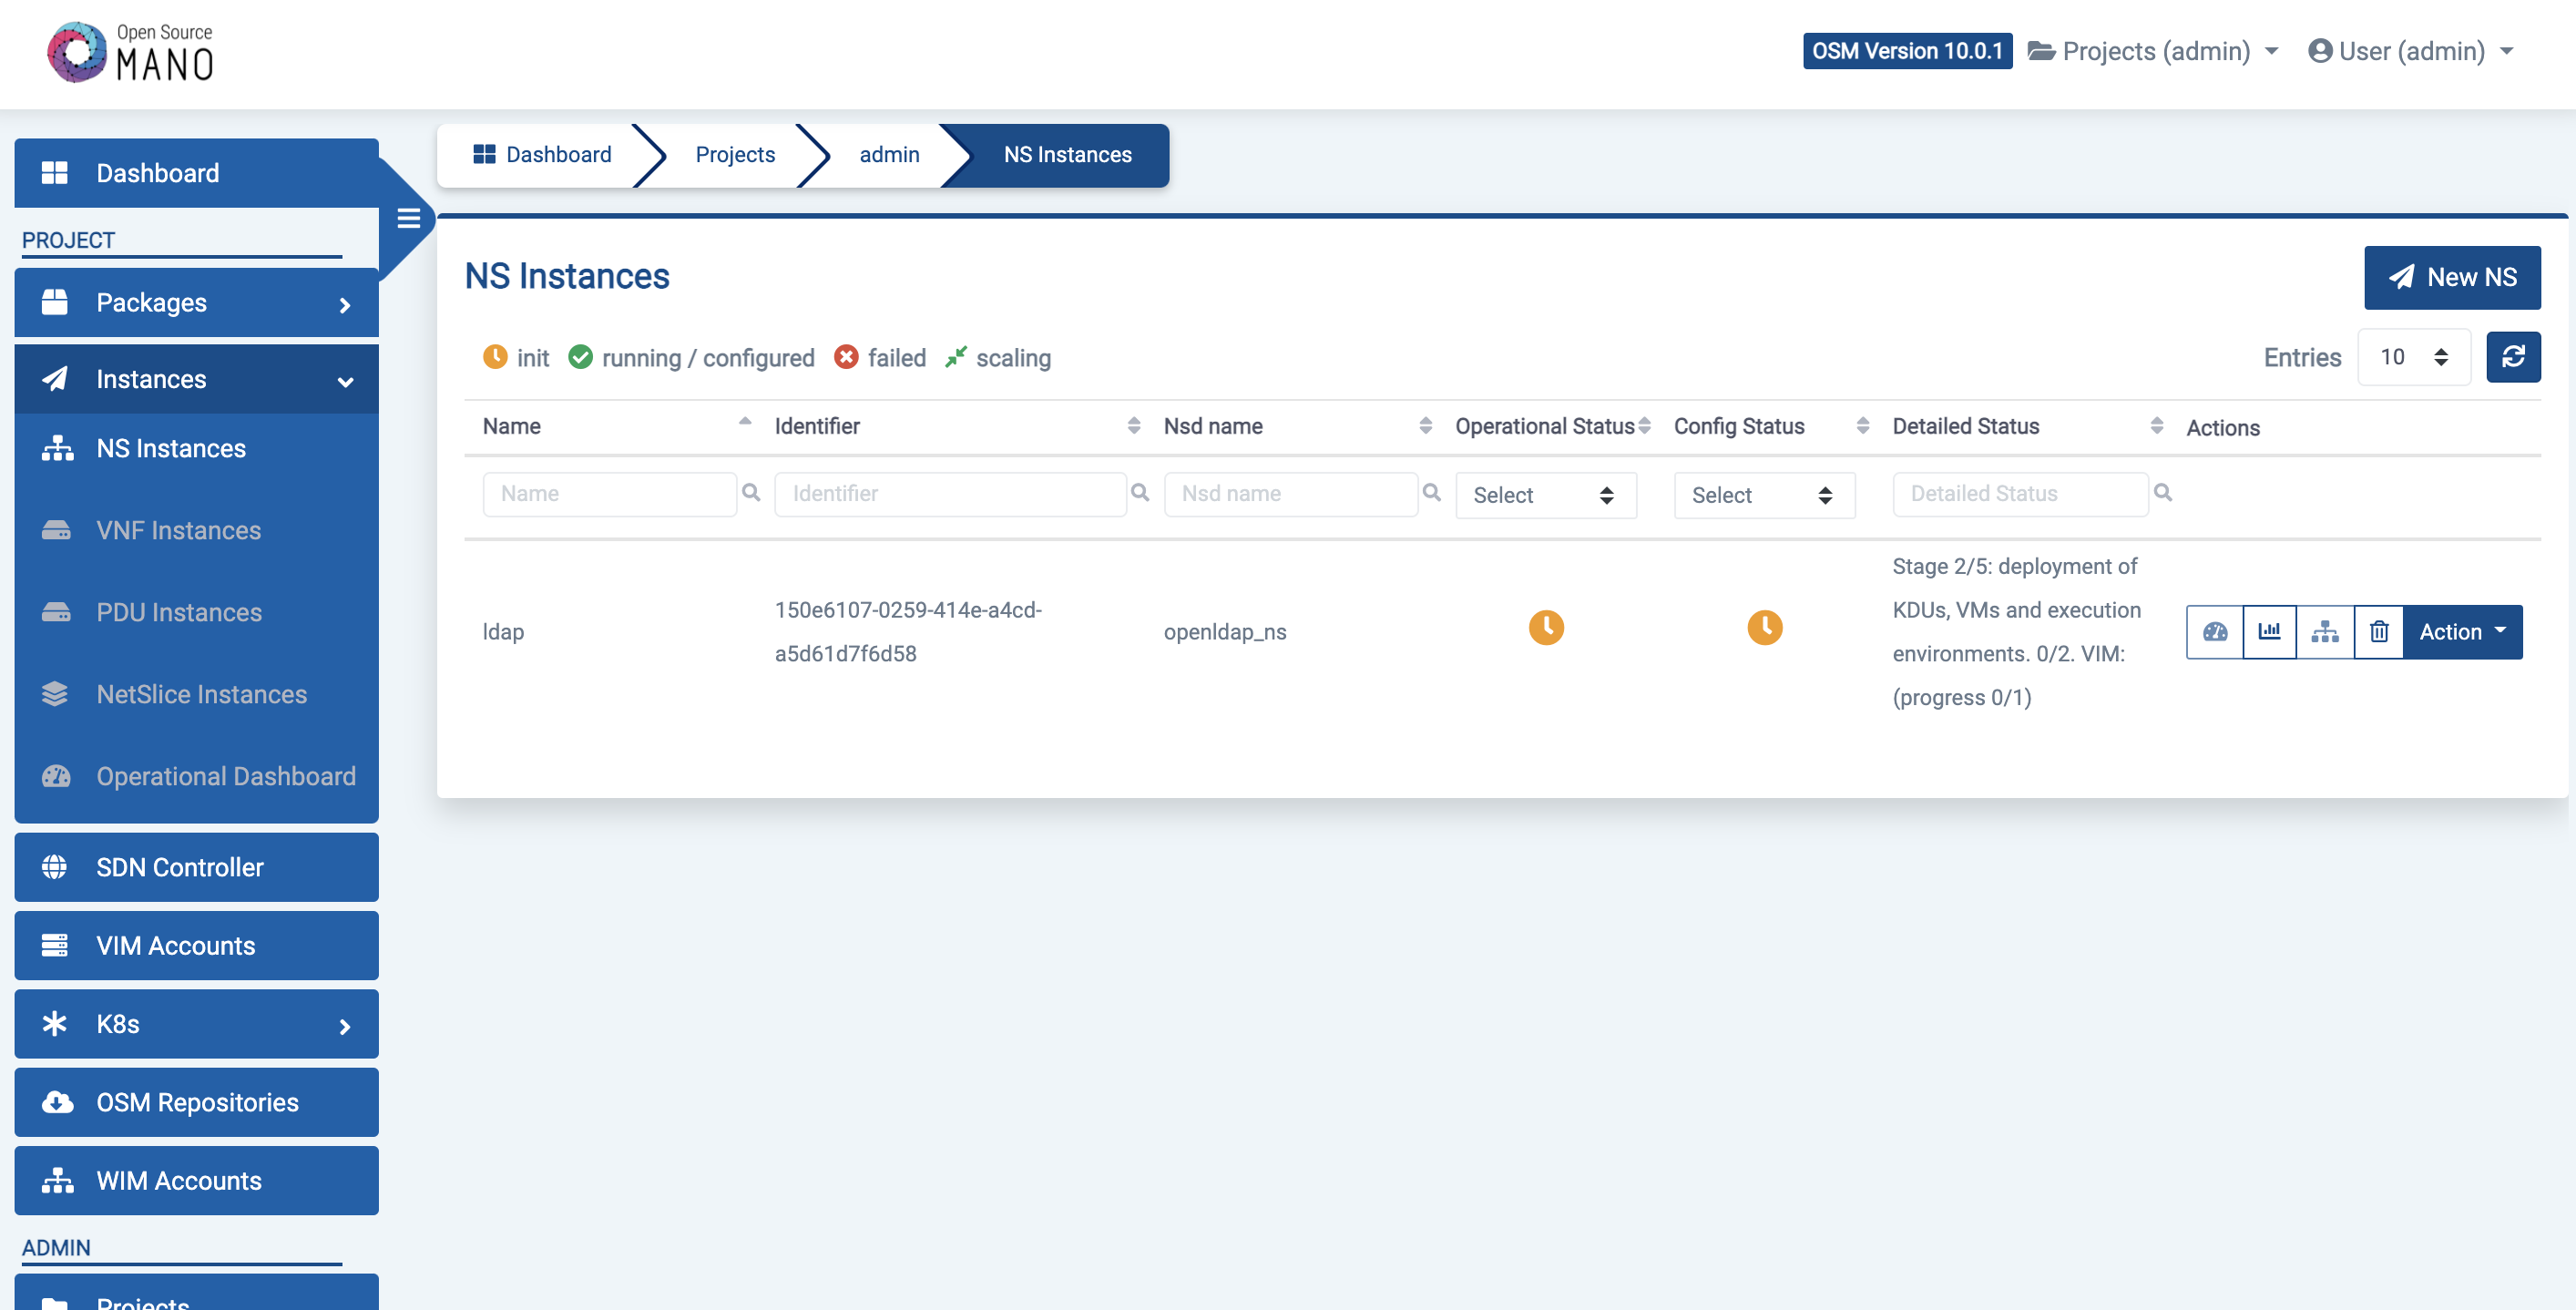 Open Source
MANO
OSM Version 10.0.1
Projects (admin)
User (admin)
Dashboard
PROJECT
Packages
Instances
NS Instances
VNF Instances
PDU Instances
NetSlice Instances
Operational Dashboard
SDN Controller
VIM Accounts
K8s
OSM Repositories
WIM Accounts
ADMIN
Projects
Dashboard
Projects
admin
NS Instances
NS Instances
New NS
init
running / configured
failed
scaling
Entries
10
Name
Identifier
Nsd name
Operational Status
Config Status
Detailed Status
Actions
Name
Identifier
Nsd name
Select
Select
Detailed Status
ldap
150e6107-0259-414e-a4cd-
a5d61d7f6d58
openldap_ns
Stage 2/5: deployment of
KDUs, VMs and execution
environments. 0/2. VIM:
(progress 0/1)
Action